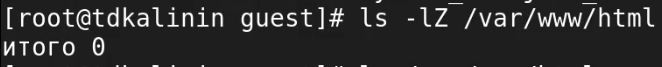 [root@tdkalinin guest]# ls -lZ /var/www/html
итого 0